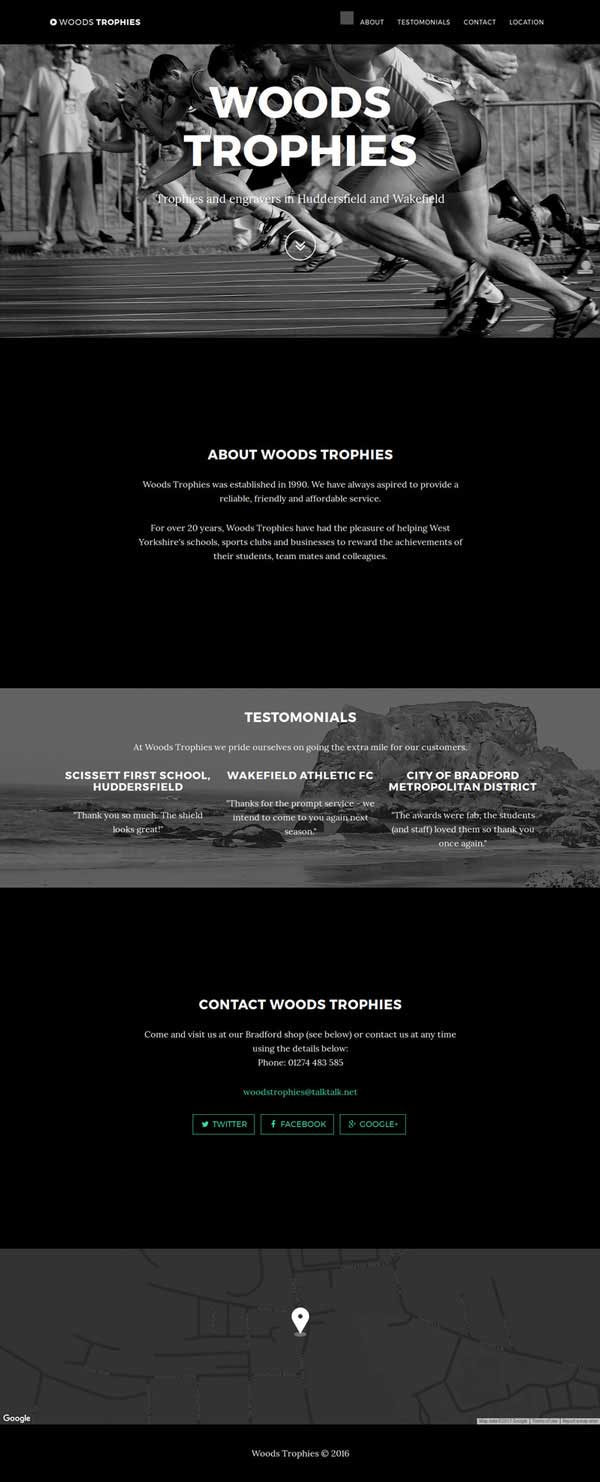 WOODS TROPHIES
ABOUT
TESTOMONIALS
CONTACT
LOCATION
WOODS
TROPHIES
Trophies and engravers in Huddersfield and Wakefield
ABOUT WOODS TROPHIES
Woods Trophies was established in 1990. We have always aspired to provide a
reliable, friendly and affordable service.
For over 20 years, Woods Trophies have had the pleasure of helping West
Yorkshire's schools, sports clubs and businesses to reward the achievements of
their students, team mates and colleagues.
TESTOMONIALS
At Woods Trophies we pride ourselves on going the extra mile for our customers.
SCISSETT FIRST SCHOOL,
HUDDERSFIELD
"Thank you so much. The shield
looks great!"
WAKEFIELD ATHLETIC FC
"Thanks for the prompt service - we
intend to come to you again next
season."
CITY OF BRADFORD
METROPOLITAN DISTRICT
"The awards were fab; the students
(and staff) loved them so thank you
once again."
CONTACT WOODS TROPHIES
Come and visit us at our Bradford shop (see below) or contact us at any time
using the details below:
Phone: 01274 483 585
woodstrophies@talktalk.net
TWITTER
FACEBOOK
GOOGLE+
Google
Map data ©2017 Google
Terms of Use
Report a map error
Woods Trophies © 2016